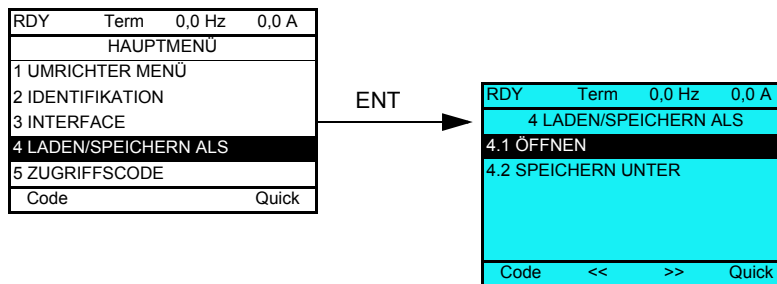 RDY Term 0,0 Hz 0,0 A
HAUPTMENÜ
1 UMRICHTER MENÜ
2 IDENTIFIKATION
3 INTERFACE
4 LADEN/SPEICHERN ALS
5 ZUGRIFFSCODE
Code Quick
ENT
RDY Term 0,0 Hz 0,0 A
4 LADEN/SPEICHERN ALS
4.1 ÖFFNEN
4.2 SPEICHERN UNTER
Code << >> Quick